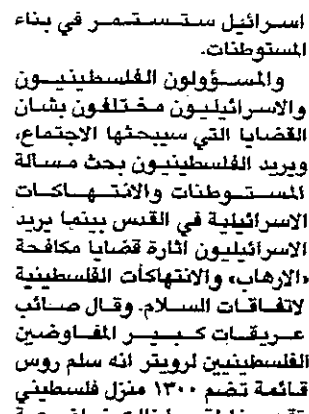 اسرائيل ستستمر في بناء
المستوطنات.
والمسؤولون الفلسطينيون
والاسرائيليون مختلفون بشان
القضايا التي سيبحثها الاجتماع،
ويريد الفلسطينيون بحث مسالة
المستوطنات والانتهاكات
الاسرائيلية في القدس بينما يريد
الاسرائيليون اثارة قضايا مكافحة
«الارهاب» والانتهاكات الفلسطينية
لاتفاقات السلام. وقال صائب
عريقات كبير المفاوضين
الفلسطينيين لرويتر انه سلم روس
قائمة تضم ١٣٠٠ منزل فلسطيني